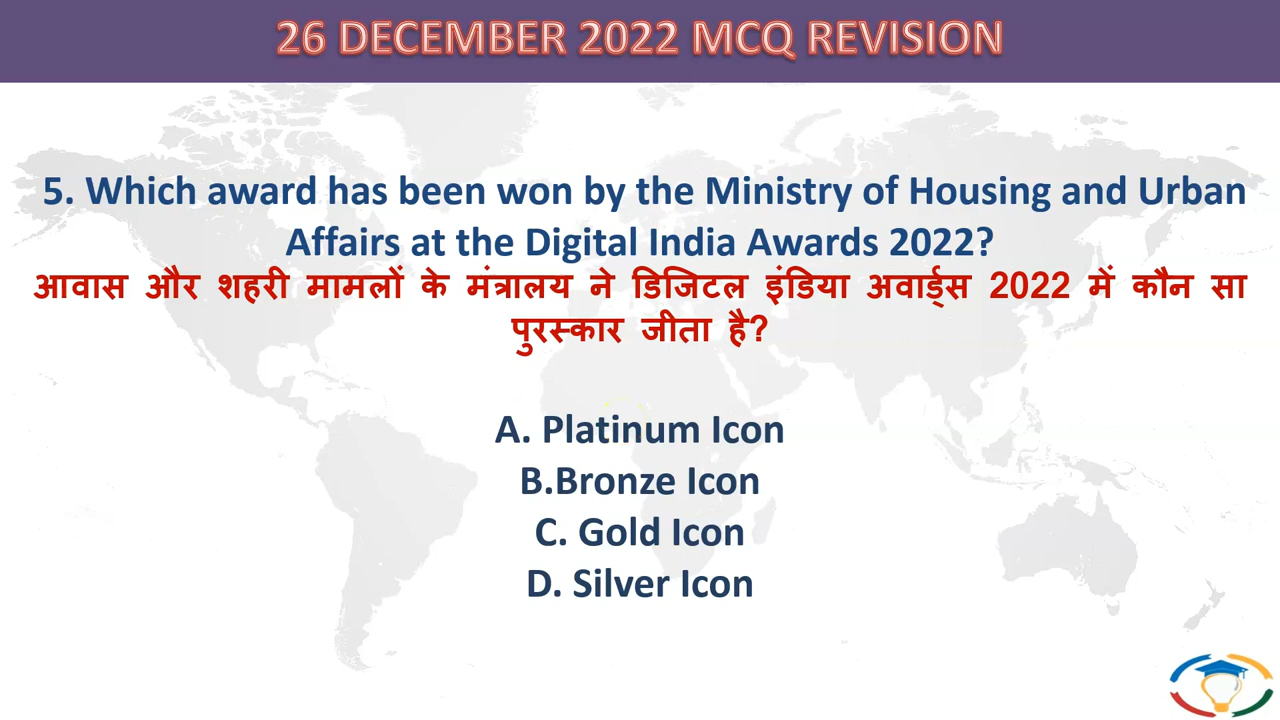 26 DECEMBER 2022 MCQ REVISION
5. Which award has been won by the Ministry of Housing and Urban
Affairs at the Digital India Awards 2022?
आवास और शहरी मामलों के मंत्रालय ने डिजिटल इंडिया अवार्ड्स 2022 में कौन सा
पुरस्कार जीता है?
A. Platinum Icon
B.Bronze Icon
C. Gold Icon
D. Silver Icon